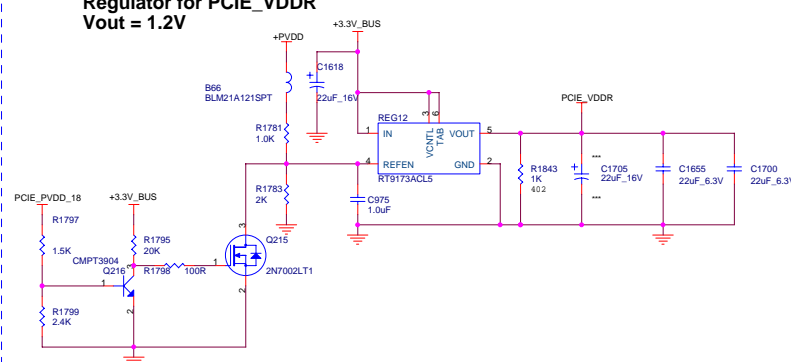 Regulator for PCIE_VDDR
Vout = 1.2V
+3.3V_BUS
+PVDD
C1618
+
22uF_16V
B66
BLM21A121SPT
PCIE_VDDR
REG12
3
6
1
IN
VCNTL
TAB
VOUT
5
R1781
1.0K
4
REFEN
GND
2
RT9173ACL5
R1843
1K
402
***
+
C1705
22uF_16V
***
C1655
22uF_6.3V
C1700
22uF_6.3V
R1783
2K
C975
1.0uF
PCIE_PVDD_18
+3.3V_BUS
R1797
1.5K
R1795
20K
CMPT3904
Q216
3
R1798
100R
1
2
3
Q215
1
2N7002LT1
2
R1799
2.4K